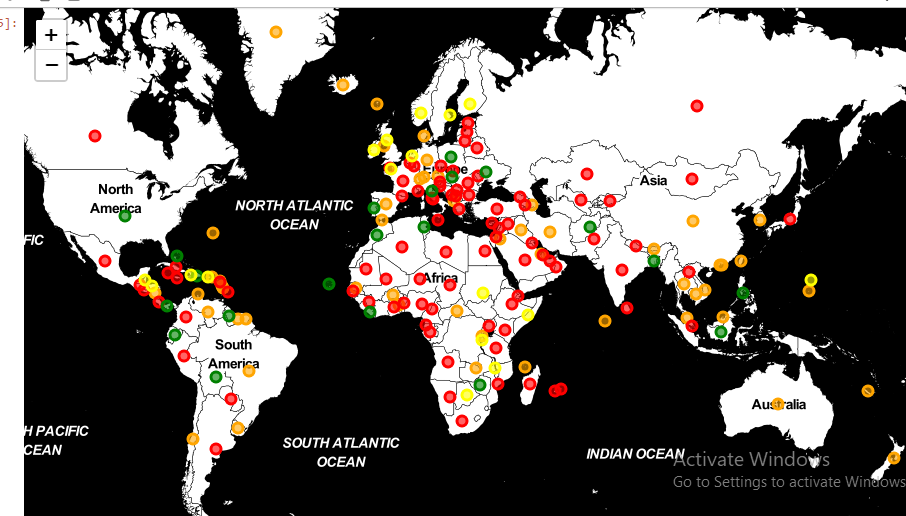 5]:
+
−
North
America
NORTH ATLANTIC
OCEAN
Asia
FIC
Africa
South
America
H PACIFIC
CEAN
SOUTH ATLANTIC
OCEAN
INDIAN OCEAN
Australia
Activate Windows
Go to Settings to activate Windows